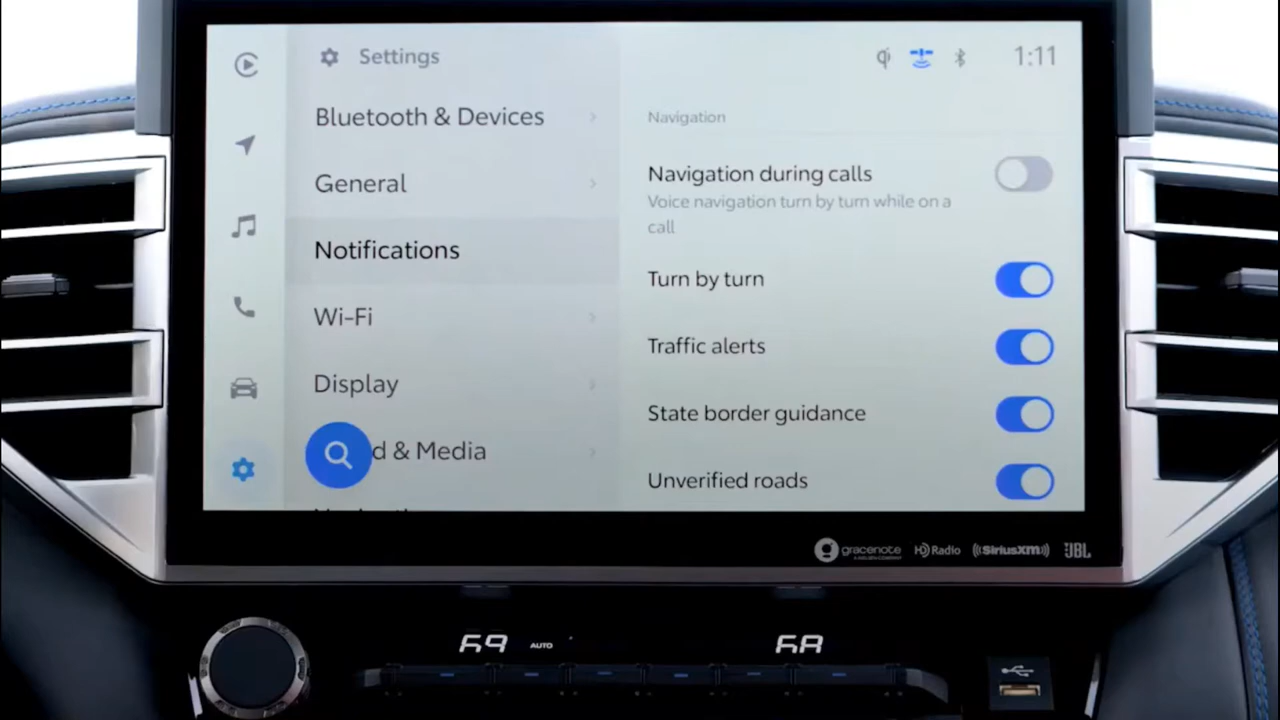 Settings
1:11
Bluetooth & Devices
General
Notifications
Wi-Fi
Display
d & Media
Navigation
Navigation during calls
Voice navigation turn by turn while on a
call
Turn by turn
Traffic alerts
State border guidance
Unverified roads
gracenote
HD Radio
SiriusXM
JBL
69 AUTO
68